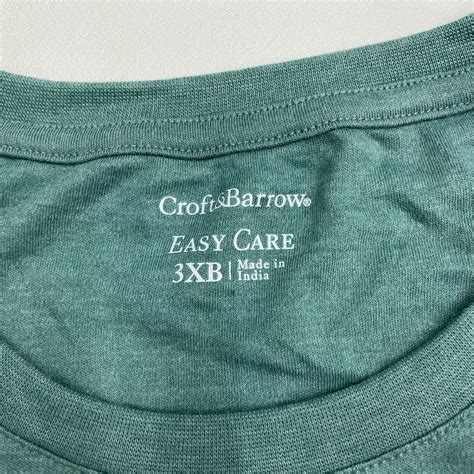 Croft&Barrow®
EASY CARE
3XB | Made in
India